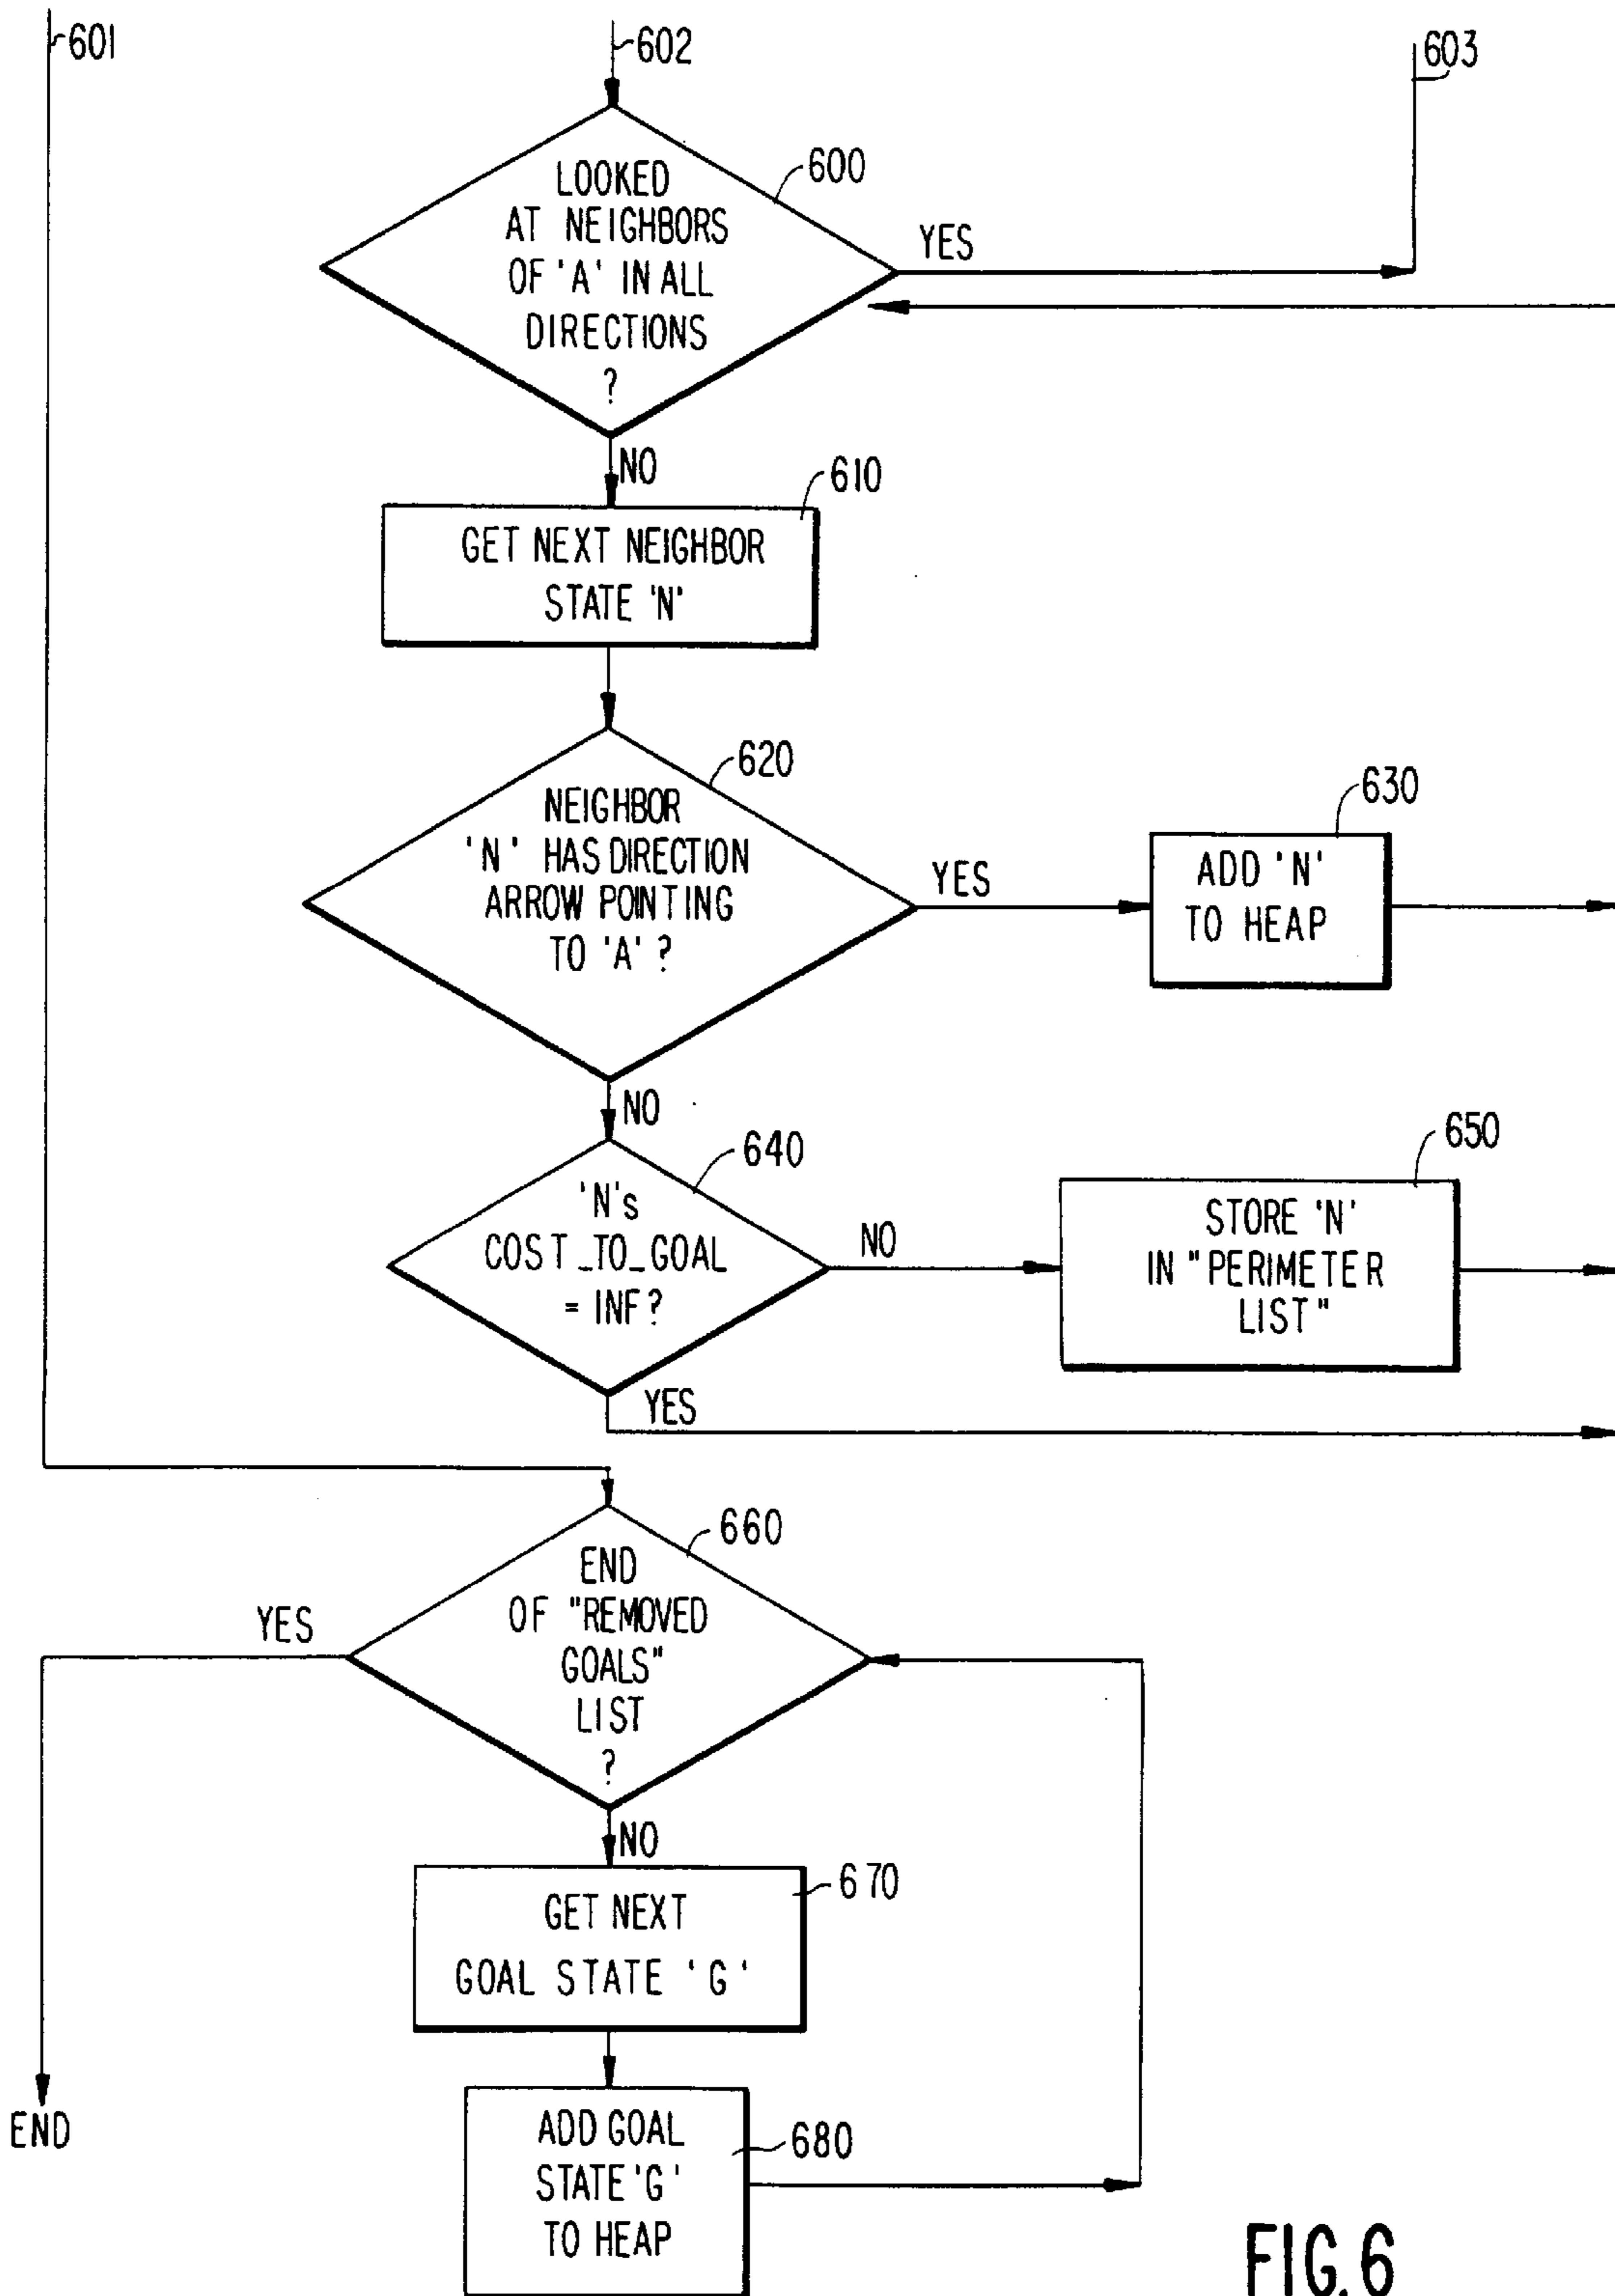 601
602
603
LOOKED
AT NEIGHBORS
OF 'A' IN ALL
DIRECTIONS
?
600
YES
NO
610
GET NEXT NEIGHBOR
STATE 'N'
620
NEIGHBOR
'N' HAS DIRECTION
ARROW POINTING
TO 'A' ?
YES
630
ADD 'N'
TO HEAP
NO
640
'N's
COST_TO_GOAL
= INF?
NO
650
STORE 'N'
IN "PERIMETER
LIST"
YES
660
END
OF "REMOVED
GOALS"
LIST
?
YES
NO
670
GET NEXT
GOAL STATE 'G'
END
680
ADD GOAL
STATE 'G'
TO HEAP
FIG.6